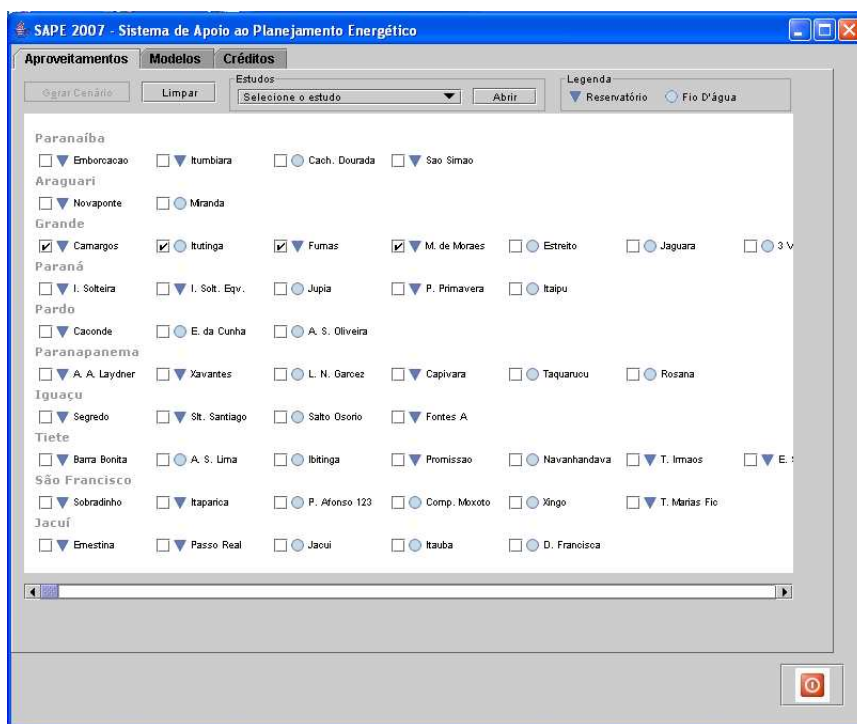 SAPE 2007 - Sistema de Apoio ao Planejamento Energético
Aproveitamentos Modelos Créditos
Gerar Cenário Limpar Estudos Selecione o estudo Abrir Legenda Reservatório Fio D'água
Paranaíba
Emborcacao Itumbiara Cach. Dourada Sao Simao
Araguari
Novaponte Miranda
Grande
Camargos Itutinga Furnas M. de Moraes Estreito Jaguara 3 V
Paraná
I. Solteira I. Solt. Eqv. Jupia P. Primavera Itaipu
Pardo
Caconde E. da Cunha A. S. Oliveira
Paranapanema
A. A. Laydner Xavantes L. N. Garcez Capivara Taquarucu Rosana
Iguaçu
Segredo Slt. Santiago Salto Osorio Fontes A
Tiete
Barra Bonita A. S. Lima Ibitinga Promissao Navanhandava T. Irmaos E. S
São Francisco
Sobradinho Itaparica P. Afonso 123 Comp. Moxoto Xingo T. Marias Fic
Jacuí
Ernestina Passo Real Jacui Itauba D. Francisca